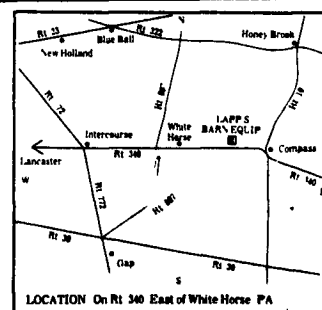 Rt 23
Blue Ball
Rt 322
New Holland
Honey Brook
Rt 10
Rt 897
Rt 72
Intercourse
White
Horse
LAPP S
BARN EQUIP
Compass
Lancaster
Rt 340
Rt 340
W
Rt 772
Rt 897
Rt 30
Gap
Rt 30
S
LOCATION On Rt 340 East of White Horse PA